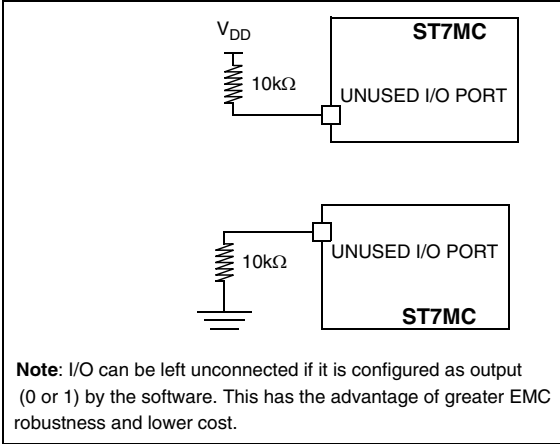 V_DD
ST7MC
10kΩ
UNUSED I/O PORT
UNUSED I/O PORT
10kΩ
ST7MC
Note: I/O can be left unconnected if it is configured as output
(0 or 1) by the software. This has the advantage of greater EMC
robustness and lower cost.